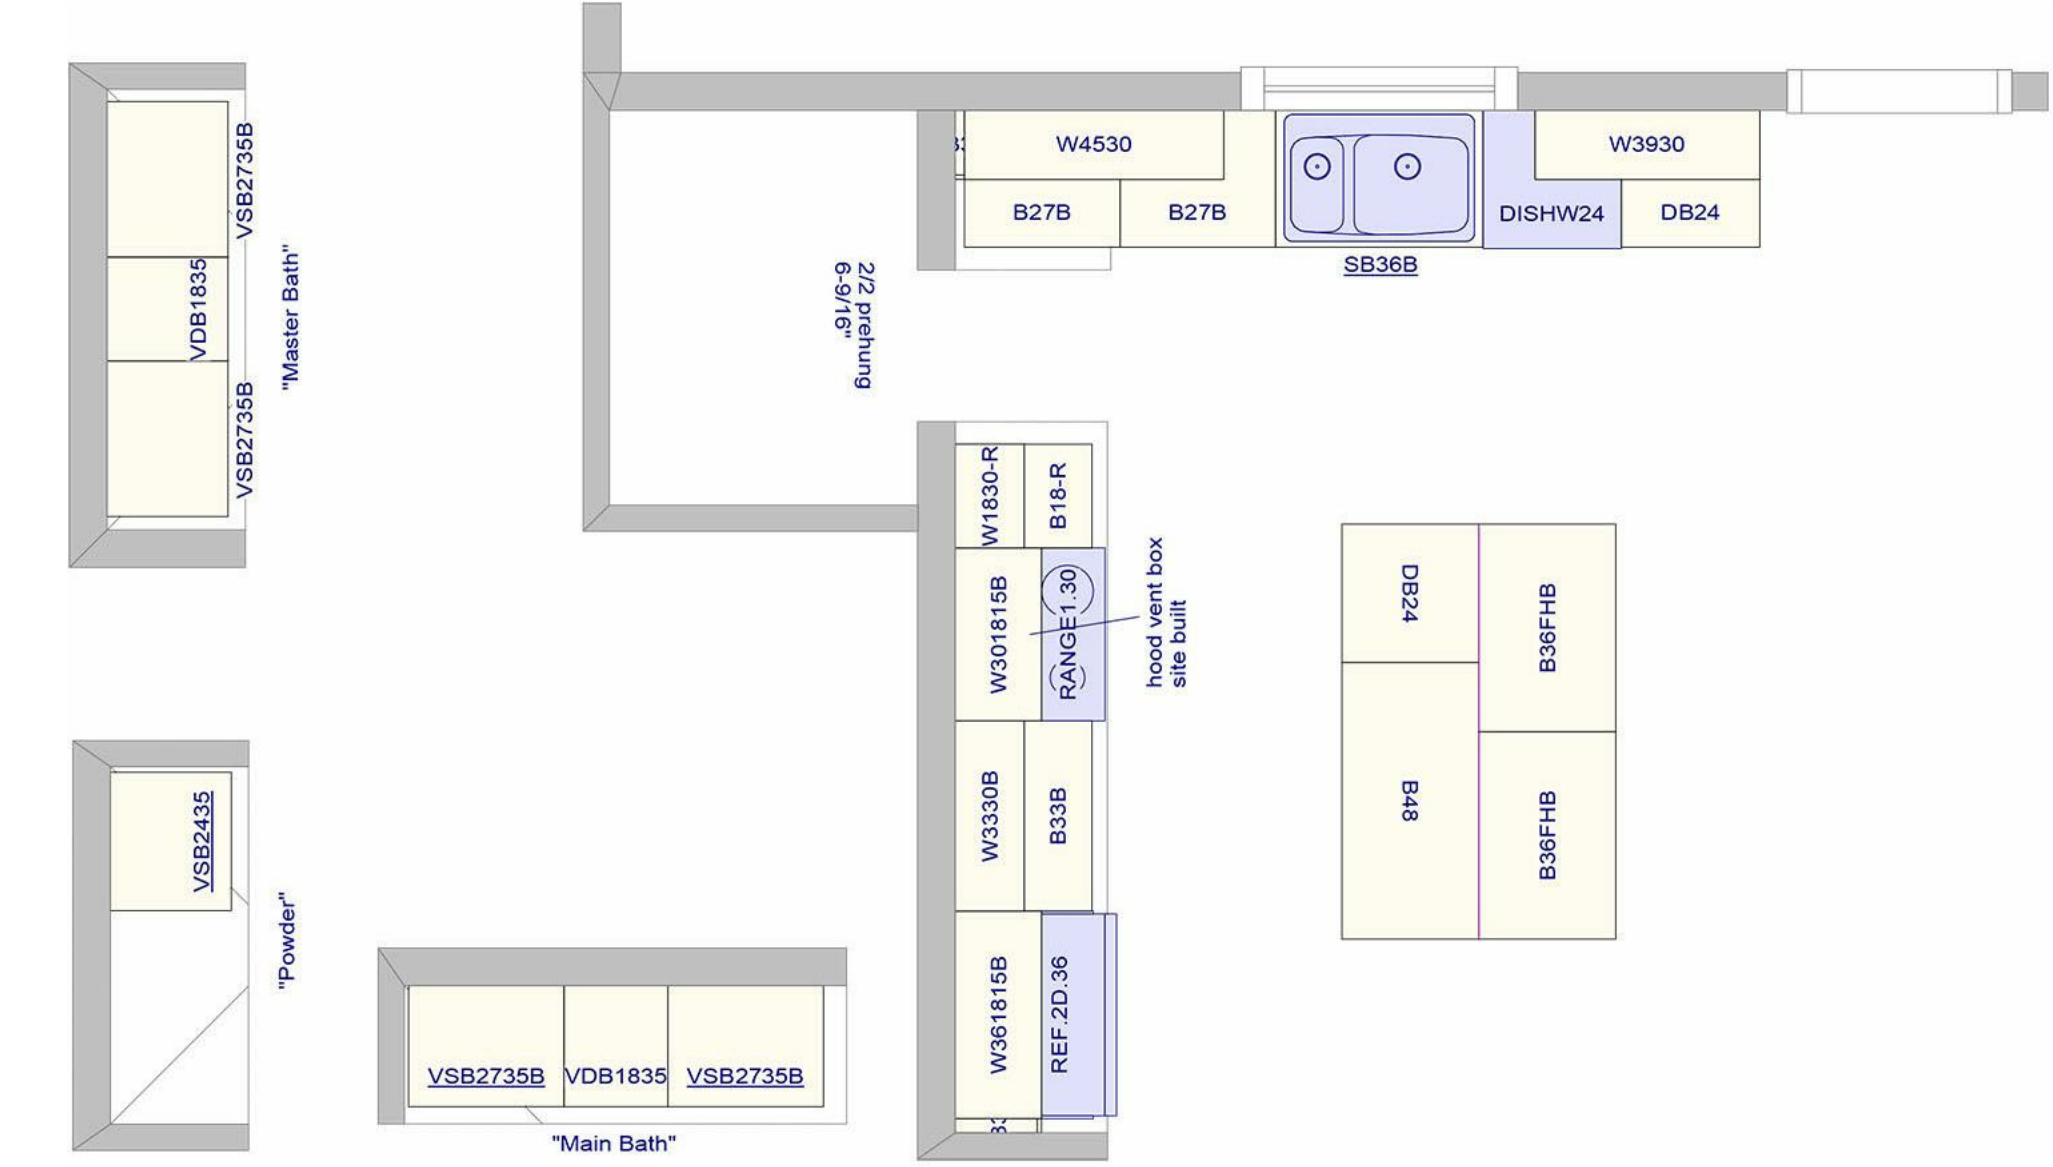 VSB2735B
VDB1835
VSB2735B
"Master Bath"
2/2 prehung
6-9/16"
W4530
W3930
B27B
B27B
DISHW24
DB24
SB36B
W1830-R
B18-R
W301815B
RANGE1.30
hood vent box
site built
W3330B
B33B
W361815B
REF.2D.36
DB24
B36FHB
B48
B36FHB
VSB2435
"Powder"
VSB2735B
VDB1835
VSB2735B
"Main Bath"